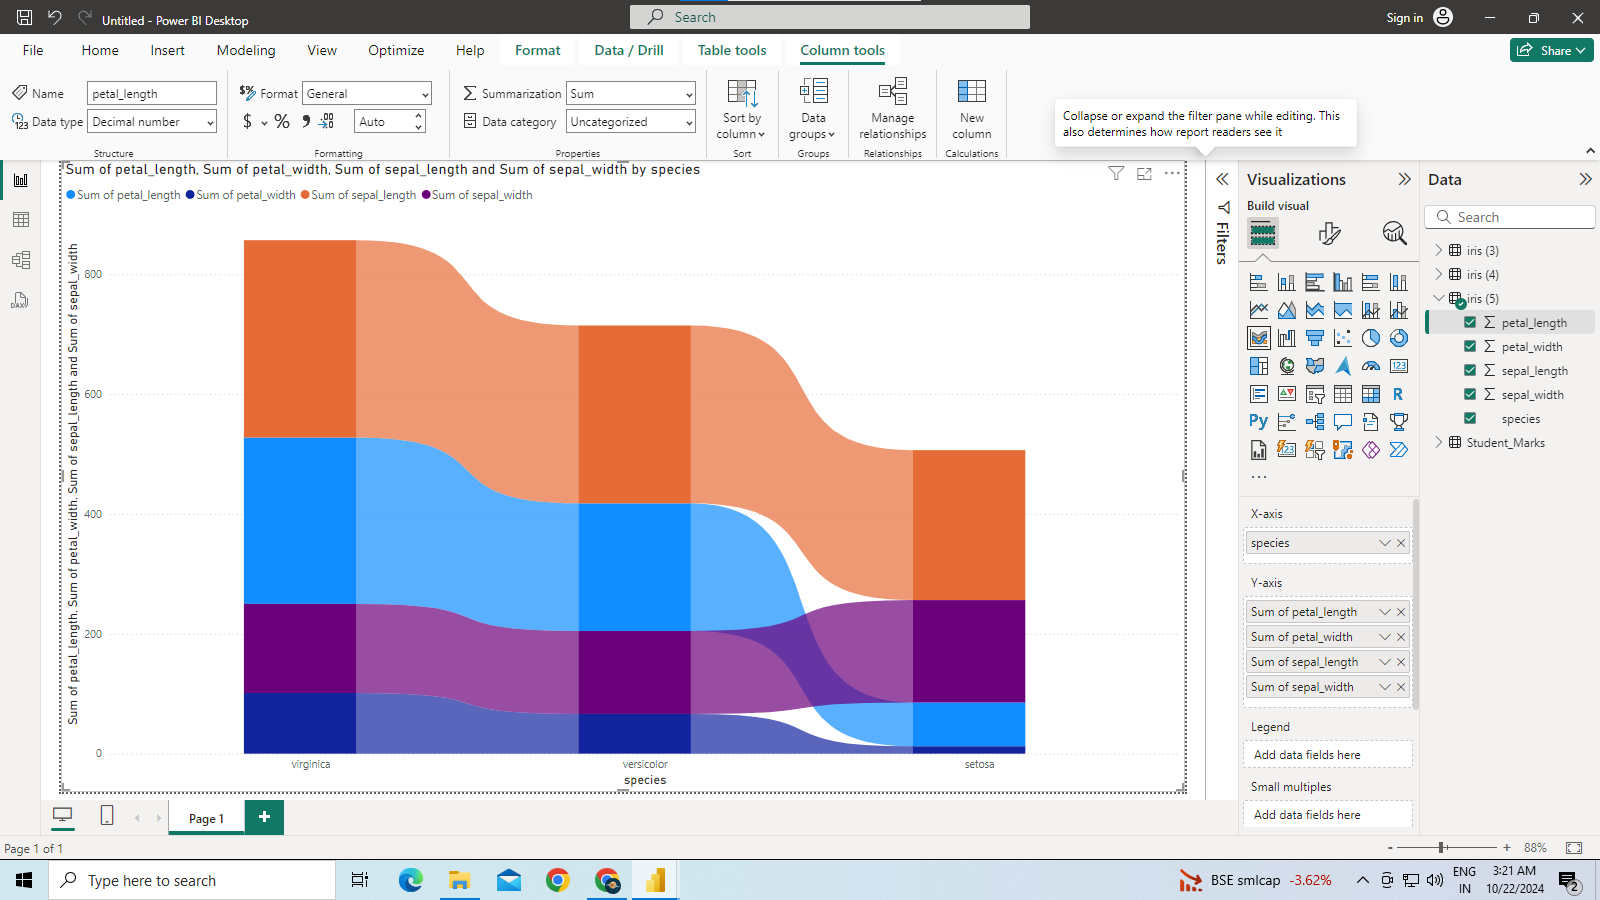 Untitled - Power BI Desktop
Search
Sign in
File Home Insert Modeling View Optimize Help Format Data / Drill Table tools Column tools
Share
Name petal_length
Data type Decimal number
Structure
$% Format General
$ % 9 .00 Auto
Formatting
Summarization Sum
Data category Uncategorized
Properties
Sort by
column
Sort
Data
groups
Groups
Manage
relationships
Relationships
New
column
Calculations
Collapse or expand the filter pane while editing. This
also determines how report readers see it
Sum of petal_length, Sum of petal_width, Sum of sepal_length and Sum of sepal_width by species
Sum of petal_length Sum of petal_width Sum of sepal_length Sum of sepal_width
Sum of petal_length, Sum of petal_width, Sum of sepal_length and Sum of sepal_width
800
600
400
200
0
virginica versicolor setosa
species
DAX
Filters
Visualizations
Build visual
123
R
Py
123
...
X-axis
species
Y-axis
Sum of petal_length
Sum of petal_width
Sum of sepal_length
Sum of sepal_width
Legend
Add data fields here
Small multiples
Add data fields here
Data
Search
iris (3)
iris (4)
iris (5)
petal_length
petal_width
sepal_length
sepal_width
species
Student_Marks
Page 1
+
Page 1 of 1
- + 88%
Type here to search
BSE smlcap -3.62%
ENG
IN
3:21 AM
10/22/2024
2